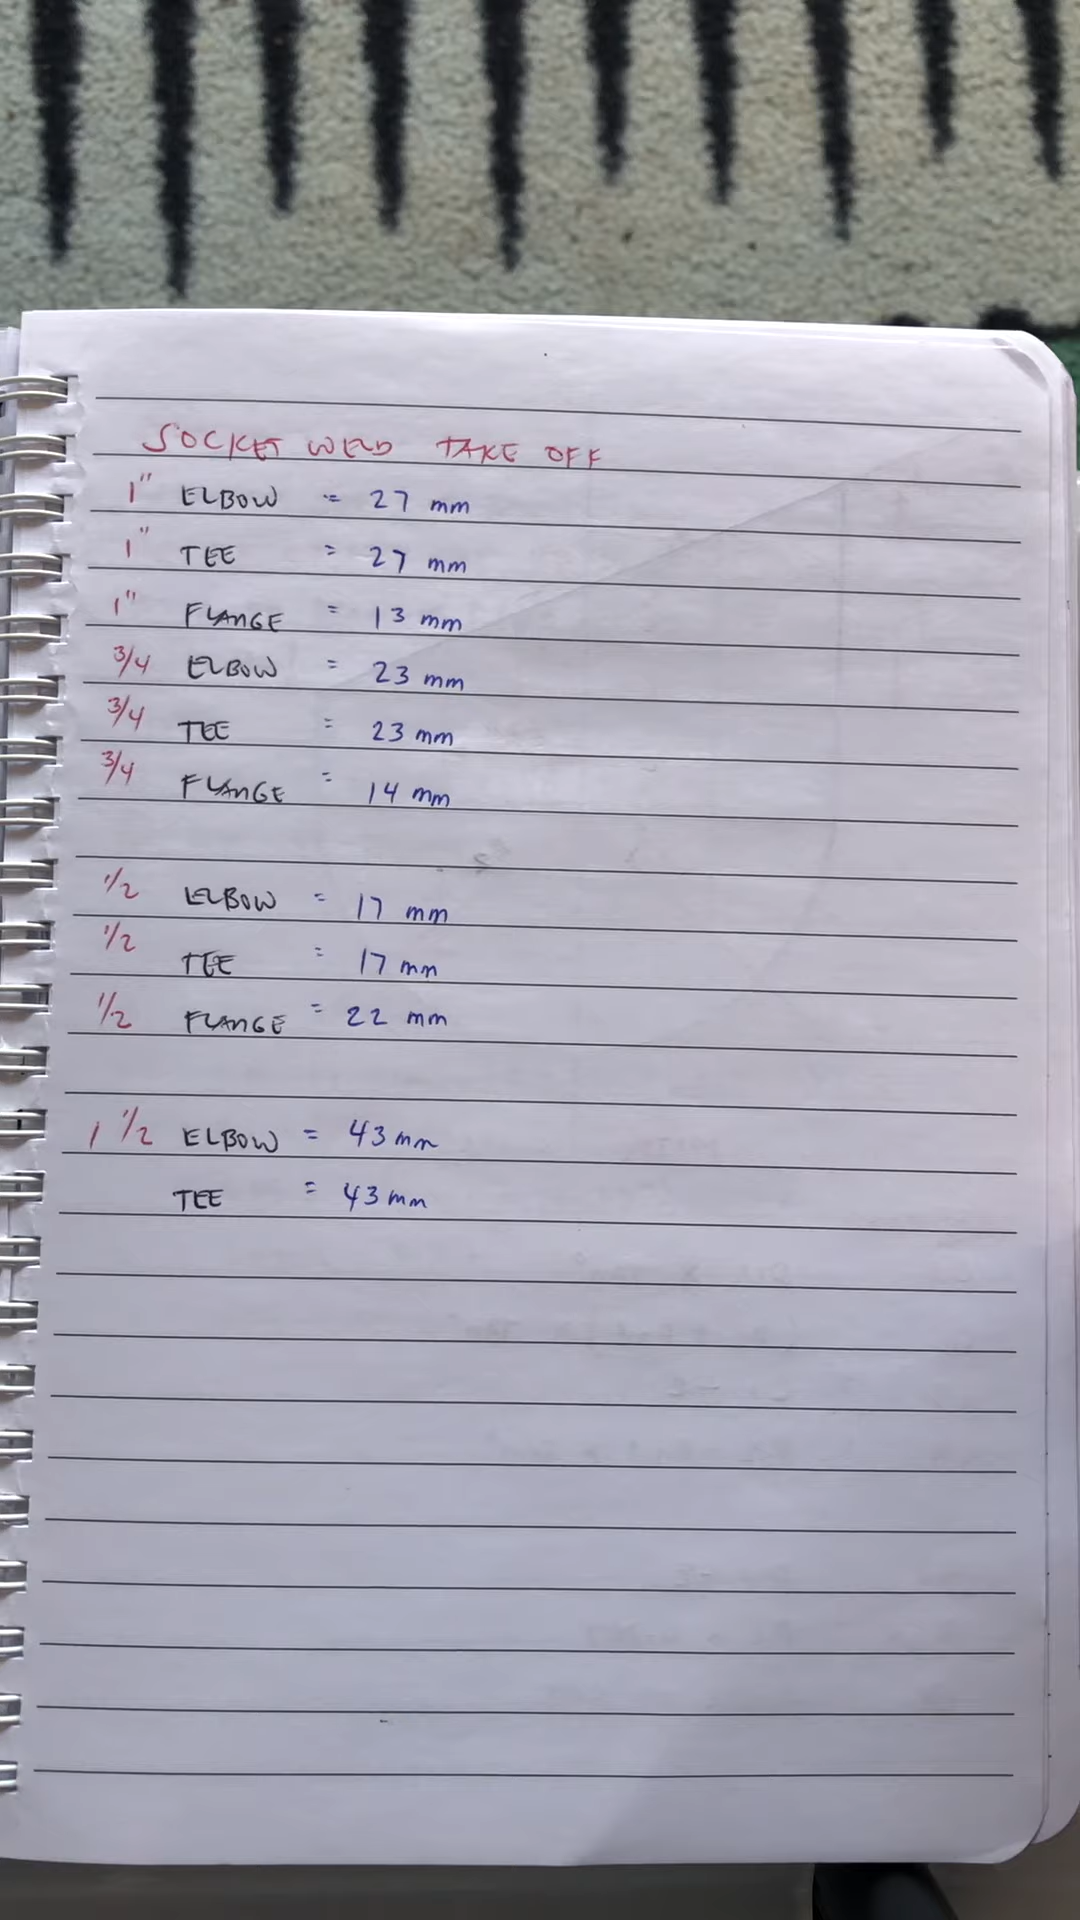 SOCKET WELD TAKE OFF
1" ELBOW = 27 mm
1" TEE = 27 mm
1" FLANGE = 13 mm
3/4 ELBOW = 23 mm
3/4 TEE = 23 mm
3/4 FLANGE = 14 mm
1/2 ELBOW = 17 mm
1/2 TEE = 17 mm
1/2 FLANGE = 22 mm
1 1/2 ELBOW = 43 mm
TEE = 43 mm